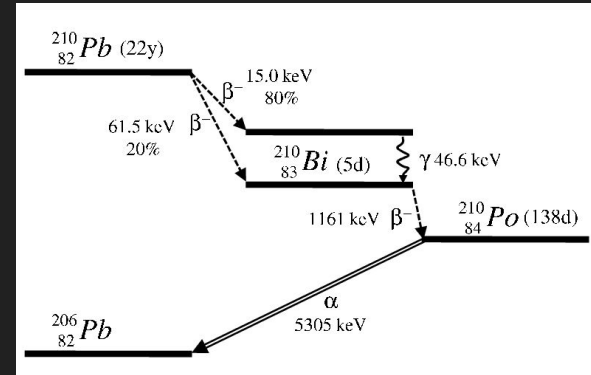 210
82 Pb (22y)
β⁻ 15.0 keV
80%
61.5 keV β⁻
20%
210
83 Bi (5d)
γ 46.6 keV
1161 keV β⁻
210
84 Po (138d)
α
5305 keV
206
82 Pb